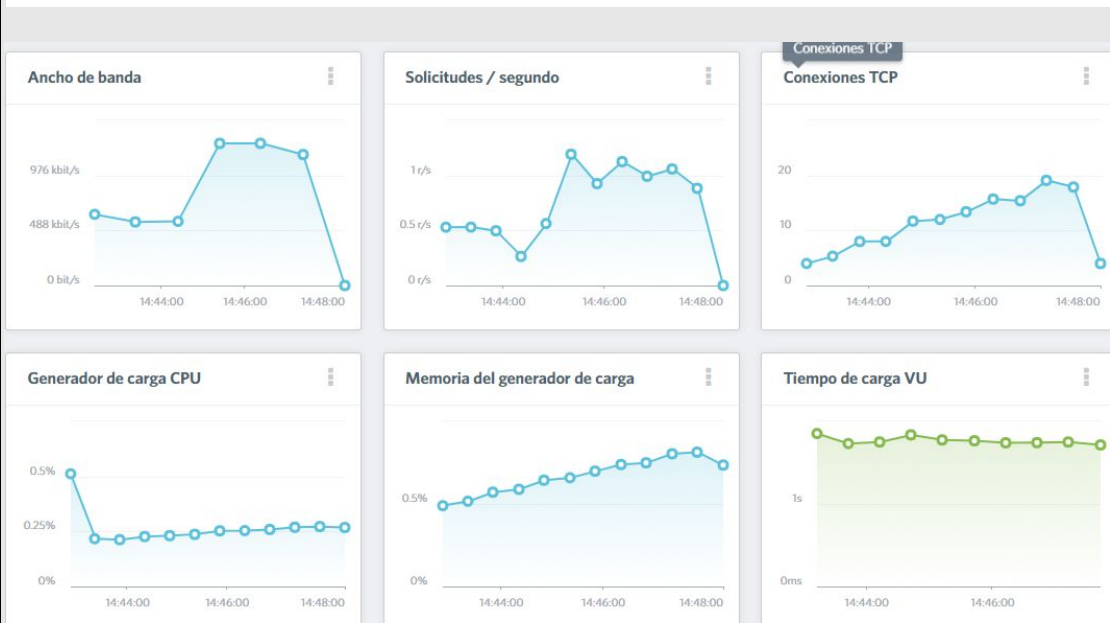 Conexiones TCP
Ancho de banda
976 kbit/s
488 kbit/s
0 bit/s
14:44:00 14:46:00 14:48:00
Solicitudes / segundo
1 r/s
0.5 r/s
0 r/s
14:44:00 14:46:00 14:48:00
Conexiones TCP
20
10
0
14:44:00 14:46:00 14:48:00
Generador de carga CPU
0.5%
0.25%
0%
14:44:00 14:46:00 14:48:00
Memoria del generador de carga
0.5%
0%
14:44:00 14:46:00 14:48:00
Tiempo de carga VU
1s
0ms
14:44:00 14:46:00